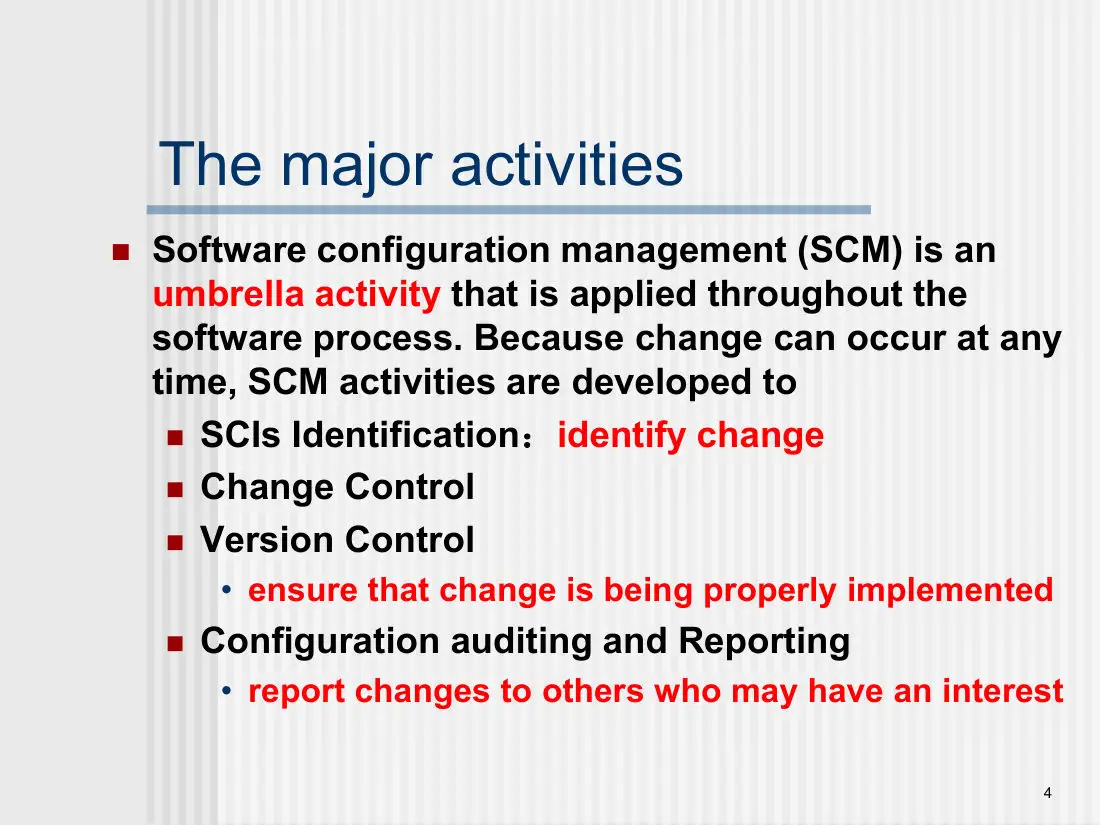 The major activities
Software configuration management (SCM) is an
umbrella activity that is applied throughout the
software process. Because change can occur at any
time, SCM activities are developed to
SCIs Identification：identify change
Change Control
Version Control
• ensure that change is being properly implemented
Configuration auditing and Reporting
• report changes to others who may have an interest
4